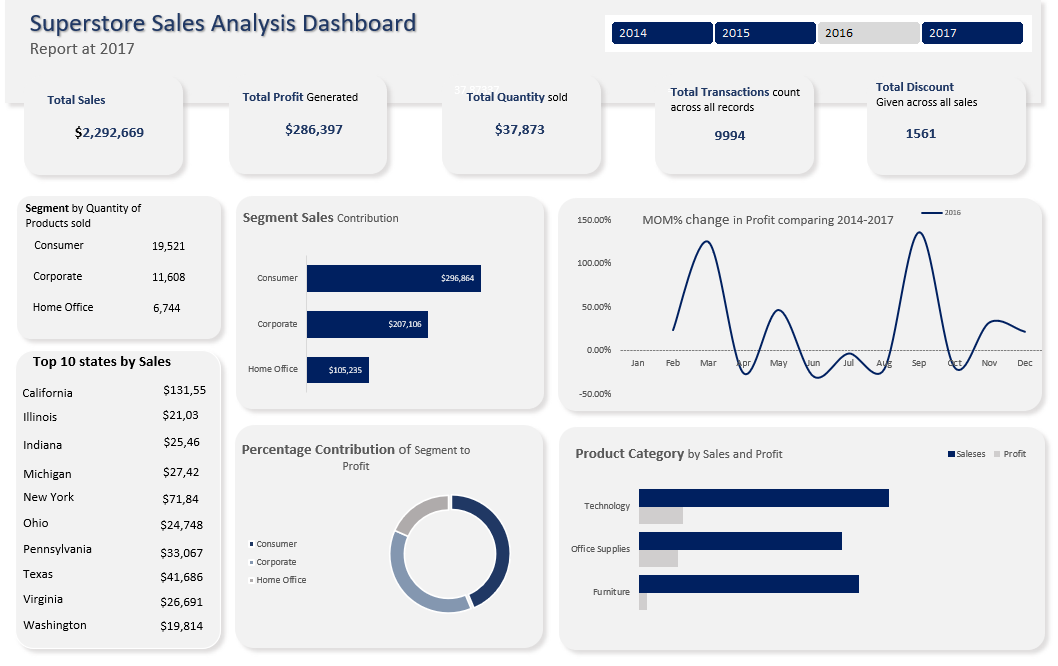 Superstore Sales Analysis Dashboard
Report at 2017
2014 2015 2016 2017
Total Sales
$2,292,669
Total Profit Generated
$286,397
Total Quantity sold
$37,873
Total Transactions count
across all records
9994
Total Discount
Given across all sales
1561
Segment by Quantity of
Products sold
Consumer 19,521
Corporate 11,608
Home Office 6,744
Top 10 states by Sales
California $131,55
Illinois $21,03
Indiana $25,46
Michigan $27,42
New York $71,84
Ohio $24,748
Pennsylvania $33,067
Texas $41,686
Virginia $26,691
Washington $19,814
Segment Sales Contribution
Consumer $296,864
Corporate $207,106
Home Office $105,235
MOM% change in Profit comparing 2014-2017
2016
150.00%
100.00%
50.00%
0.00%
-50.00%
Jan Feb Mar Apr May Jun Jul Aug Sep Oct Nov Dec
Percentage Contribution of Segment to
Profit
Consumer
Corporate
Home Office
Product Category by Sales and Profit
Saleses Profit
Technology
Office Supplies
Furniture